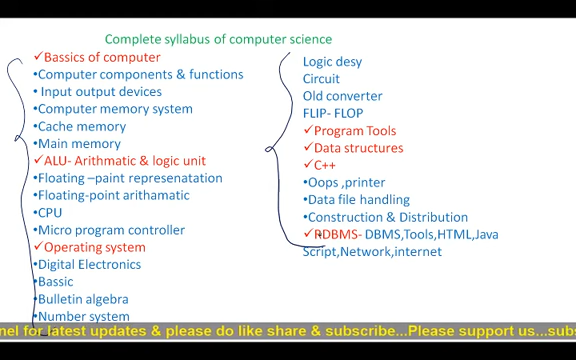 Complete syllabus of computer science
✓Bassics of computer
•Computer components & functions
• Input output devices
•Computer memory system
•Cache memory
•Main memory
✓ALU- Arithmatic & logic unit
•Floating –paint represenatation
•Floating-point arithamatic
•CPU
•Micro program controller
✓Operating system
•Digital Electronics
•Bassic
•Bulletin algebra
•Number system
Logic desy
Circuit
Old converter
FLIP- FLOP
✓Program Tools
✓Data structures
✓C++
•Oops ,printer
•Data file handling
•Construction & Distribution
✓RDBMS- DBMS,Tools,HTML,Java
Script,Network,internet
nel for latest updates & please do like share & subscribe...Please support us...subs